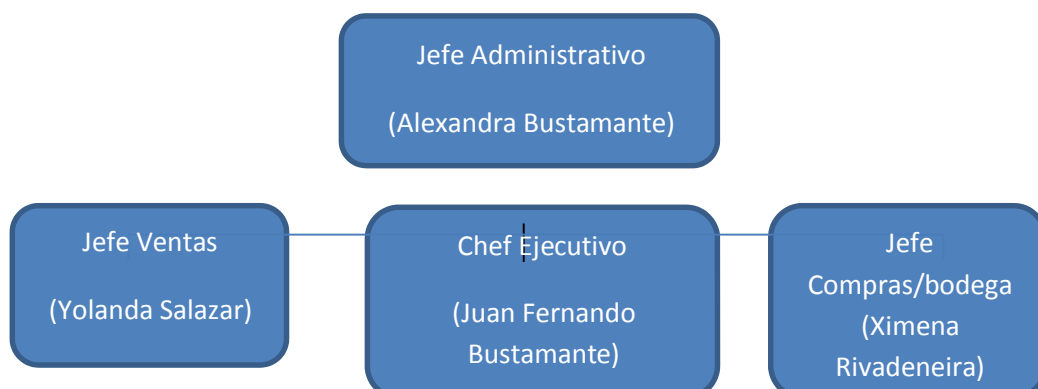 Jefe Administrativo
(Alexandra Bustamante)
Jefe Ventas
(Yolanda Salazar)
Chef Ejecutivo
(Juan Fernando
Bustamante)
Jefe
Compras/bodega
(Ximena
Rivadeneira)